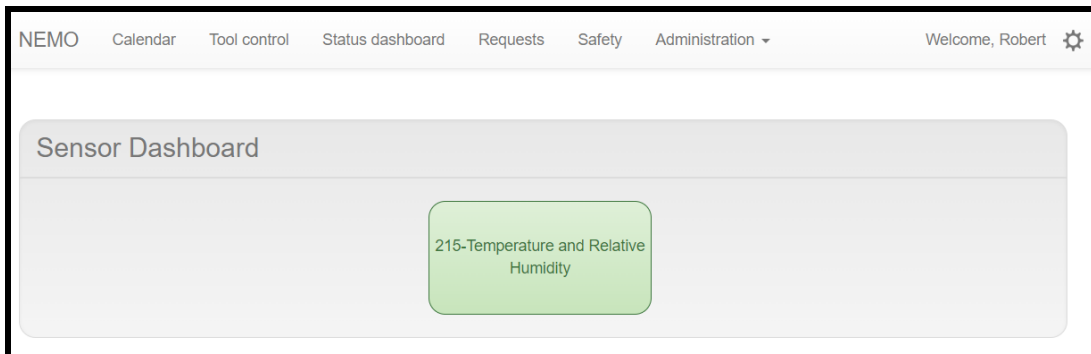 NEMO Calendar Tool control Status dashboard Requests Safety Administration Welcome, Robert
Sensor Dashboard
215-Temperature and Relative
Humidity